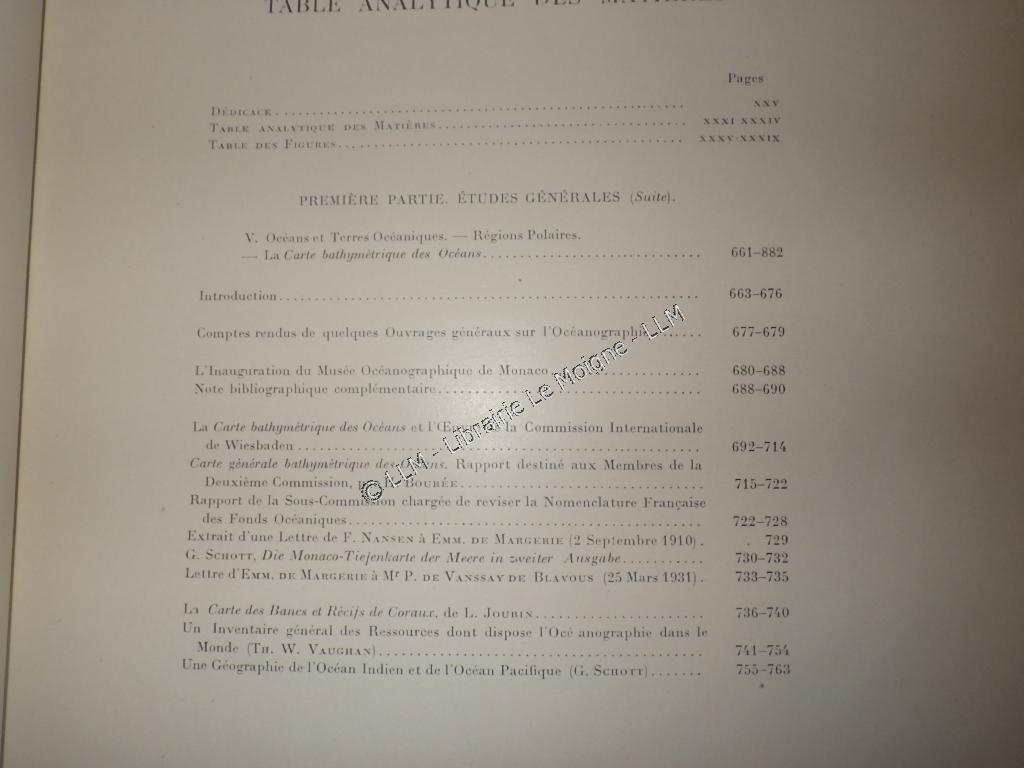 TABLE ANALYTIQUE DES MATIÈRES
Pages
DÉDICACE ........ XXV
TABLE ANALYTIQUE DES MATIÈRES ........ XXXI-XXXIV
TABLE DES FIGURES ........ XXXV-XXXIX
PREMIÈRE PARTIE. ÉTUDES GÉNÉRALES (Suite).
V. Océans et Terres Océaniques. — Régions Polaires.
— La Carte bathymétrique des Océans ........ 661-882
Introduction ........ 663-676
Comptes rendus de quelques Ouvrages généraux sur l'Océanographie ........ 677-679
L'Inauguration du Musée Océanographique de Monaco ........ 680-688
Note bibliographique complémentaire ........ 688-690
La Carte bathymétrique des Océans et l'Œuvre de la Commission Internationale
de Wiesbaden ........ 692-714
Carte générale bathymétrique des Océans. Rapport destiné aux Membres de la
Deuxième Commission, BOURÉE ........ 715-722
Rapport de la Sous-Commission chargée de reviser la Nomenclature Française
des Fonds Océaniques ........ 722-728
Extrait d'une Lettre de F. NANSEN à EMM. DE MARGERIE (2 Septembre 1910) . . 729
G. SCHOTT, Die Monaco-Tiefenkarte der Meere in zweiter Ausgabe ........ 730-732
Lettre d'EMM. DE MARGERIE à Mr P. DE VANSSAY DE BLAVOUS (25 Mars 1931) . 733-735
La Carte des Bancs et Récifs de Coraux, de L. JOUBIN ........ 736-740
Un Inventaire général des Ressources dont dispose l'Océ anographie dans le
Monde (TH. W. VAUGHAN) ........ 741-754
Une Géographie de l'Océan Indien et de l'Océan Pacifique (G. SCHOTT) ........ 755-763
© LLM - Librairie Le Moigne - LLM